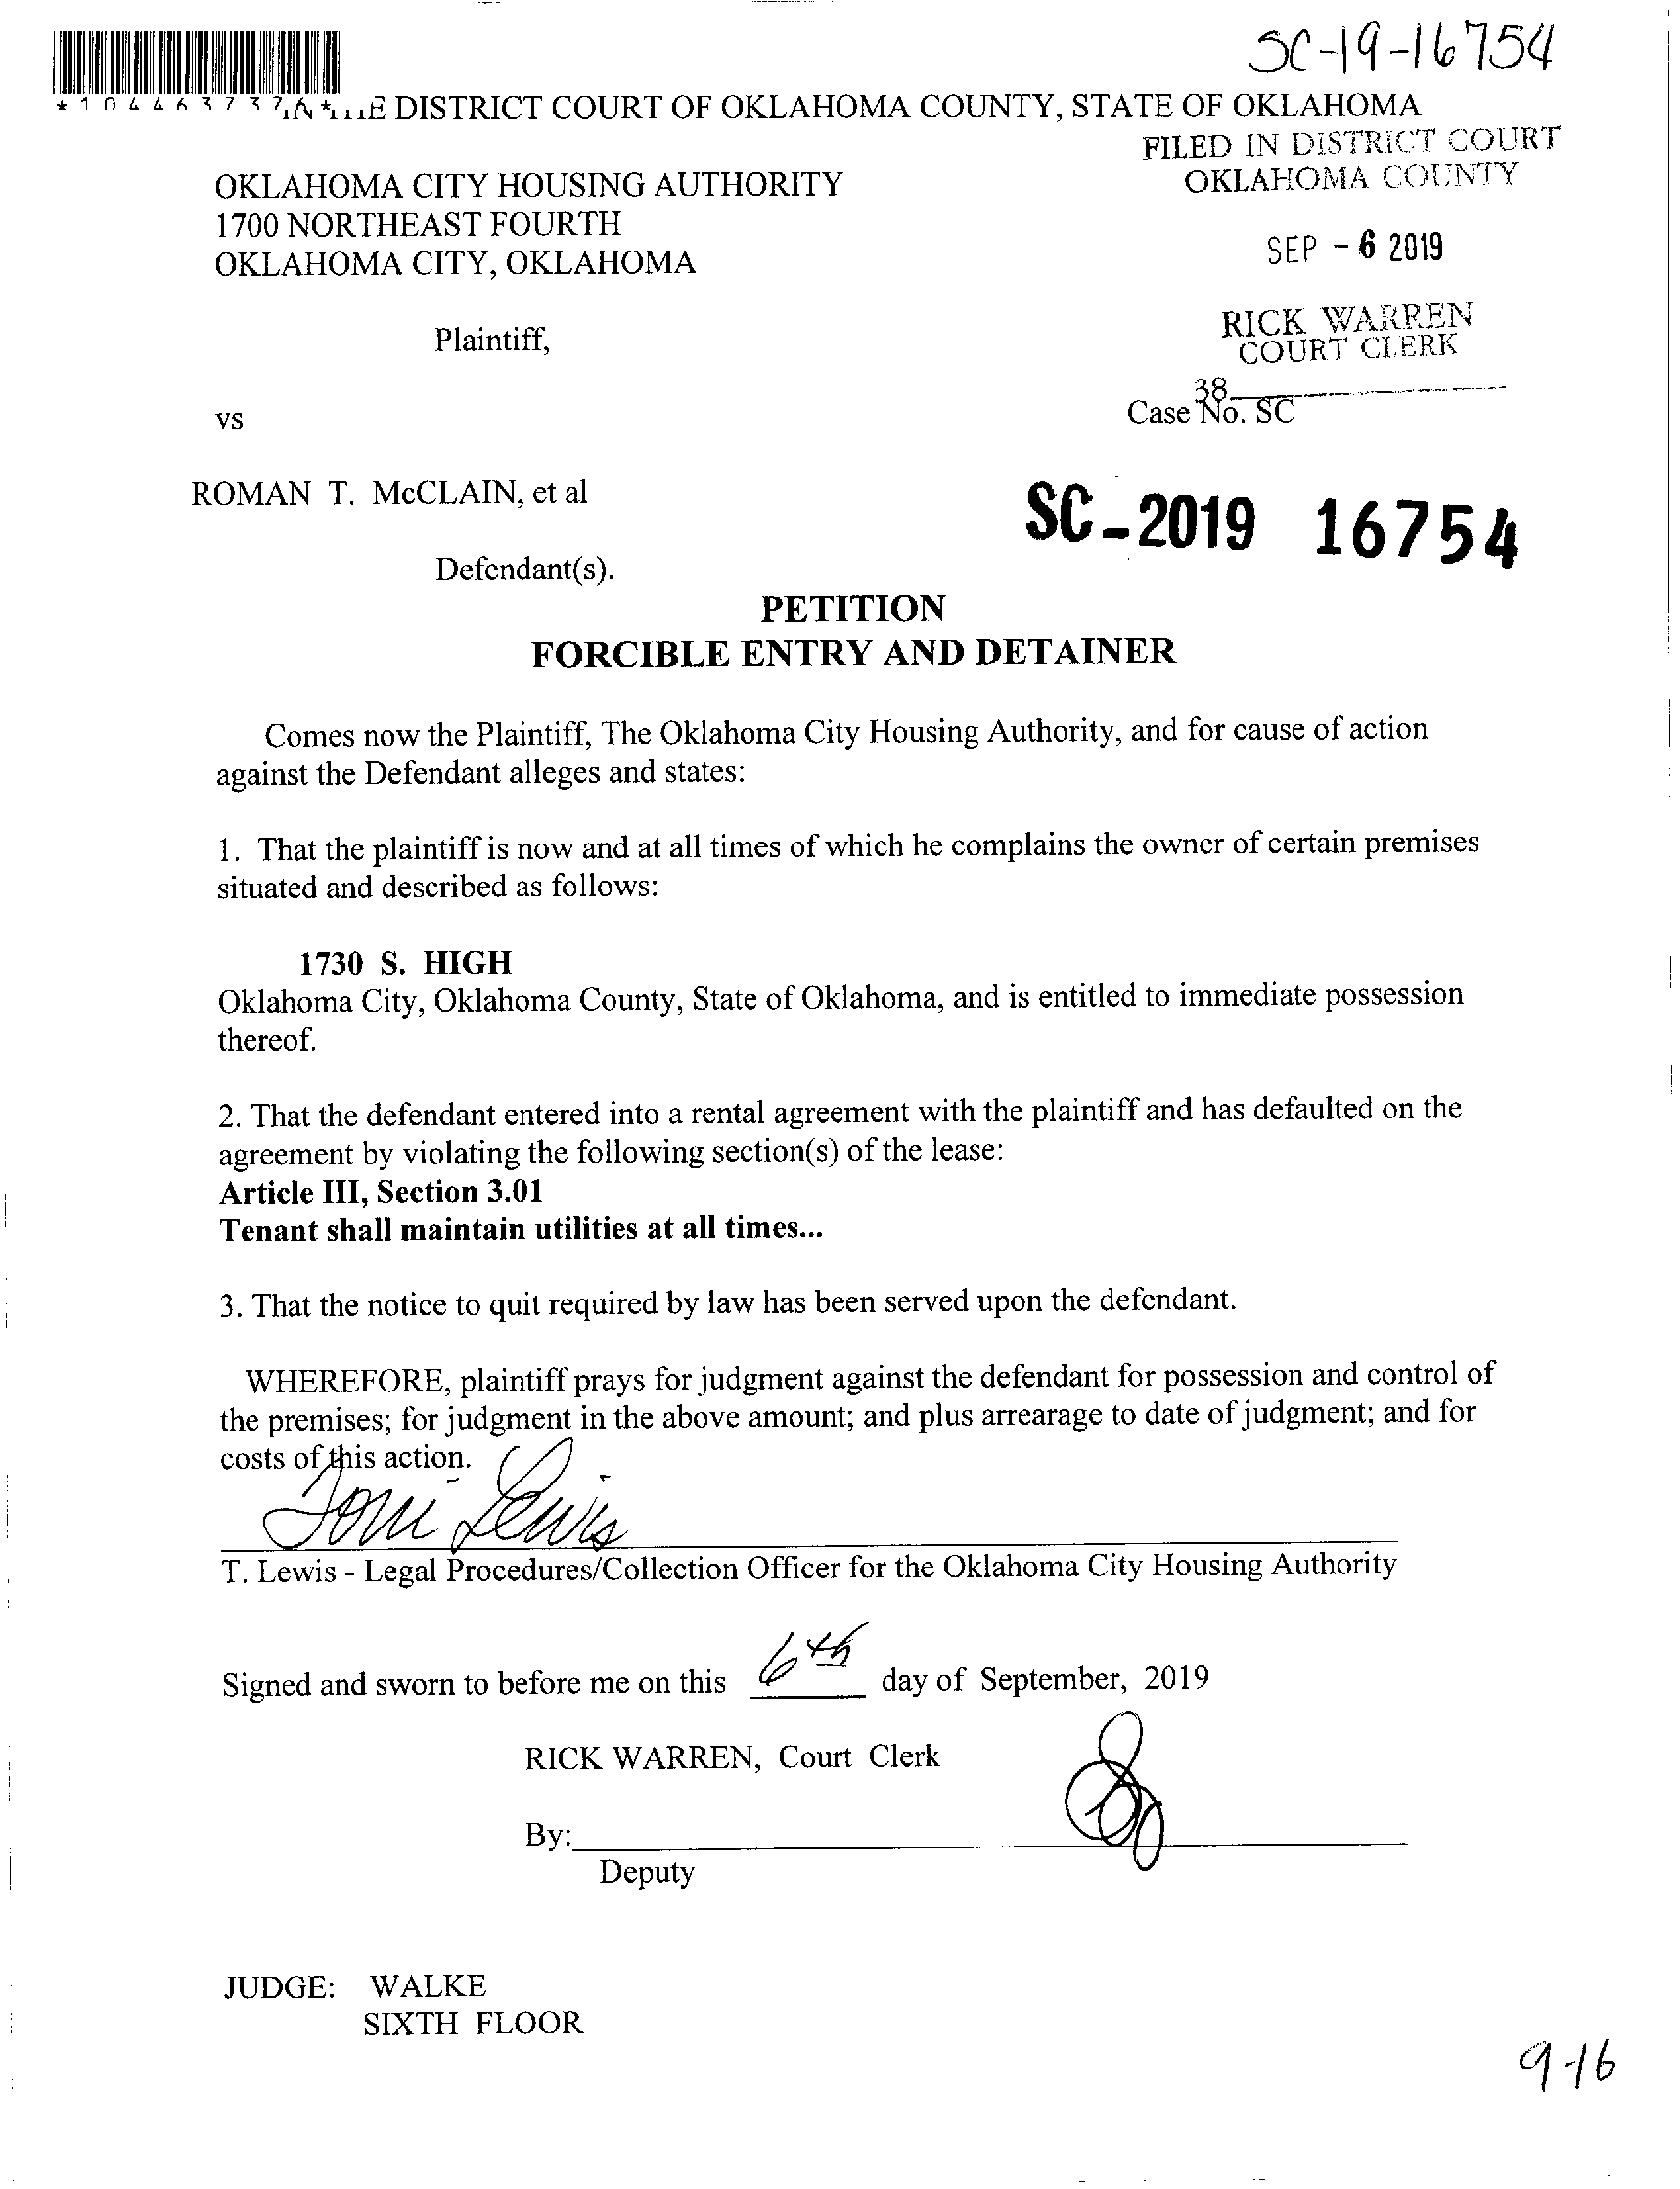 SC-19-16754
*104463737*
IN THE DISTRICT COURT OF OKLAHOMA COUNTY, STATE OF OKLAHOMA
FILED IN DISTRICT COURT
OKLAHOMA COUNTY
OKLAHOMA CITY HOUSING AUTHORITY
1700 NORTHEAST FOURTH
OKLAHOMA CITY, OKLAHOMA
SEP - 6 2019
RICK WARREN
COURT CLERK
Plaintiff,
38
vs
Case No. SC
ROMAN T. McCLAIN, et al
SC-2019 16754
Defendant(s).
PETITION
FORCIBLE ENTRY AND DETAINER
Comes now the Plaintiff, The Oklahoma City Housing Authority, and for cause of action
against the Defendant alleges and states:
1. That the plaintiff is now and at all times of which he complains the owner of certain premises
situated and described as follows:
1730 S. HIGH
Oklahoma City, Oklahoma County, State of Oklahoma, and is entitled to immediate possession
thereof.
2. That the defendant entered into a rental agreement with the plaintiff and has defaulted on the
agreement by violating the following section(s) of the lease:
Article III, Section 3.01
Tenant shall maintain utilities at all times...
3. That the notice to quit required by law has been served upon the defendant.
WHEREFORE, plaintiff prays for judgment against the defendant for possession and control of
the premises; for judgment in the above amount; and plus arrearage to date of judgment; and for
costs of this action.
Toni Lewis
T. Lewis - Legal Procedures/Collection Officer for the Oklahoma City Housing Authority
Signed and sworn to before me on this 6th day of September, 2019
RICK WARREN, Court Clerk
By:
Deputy
JUDGE: WALKE
SIXTH FLOOR
9-16